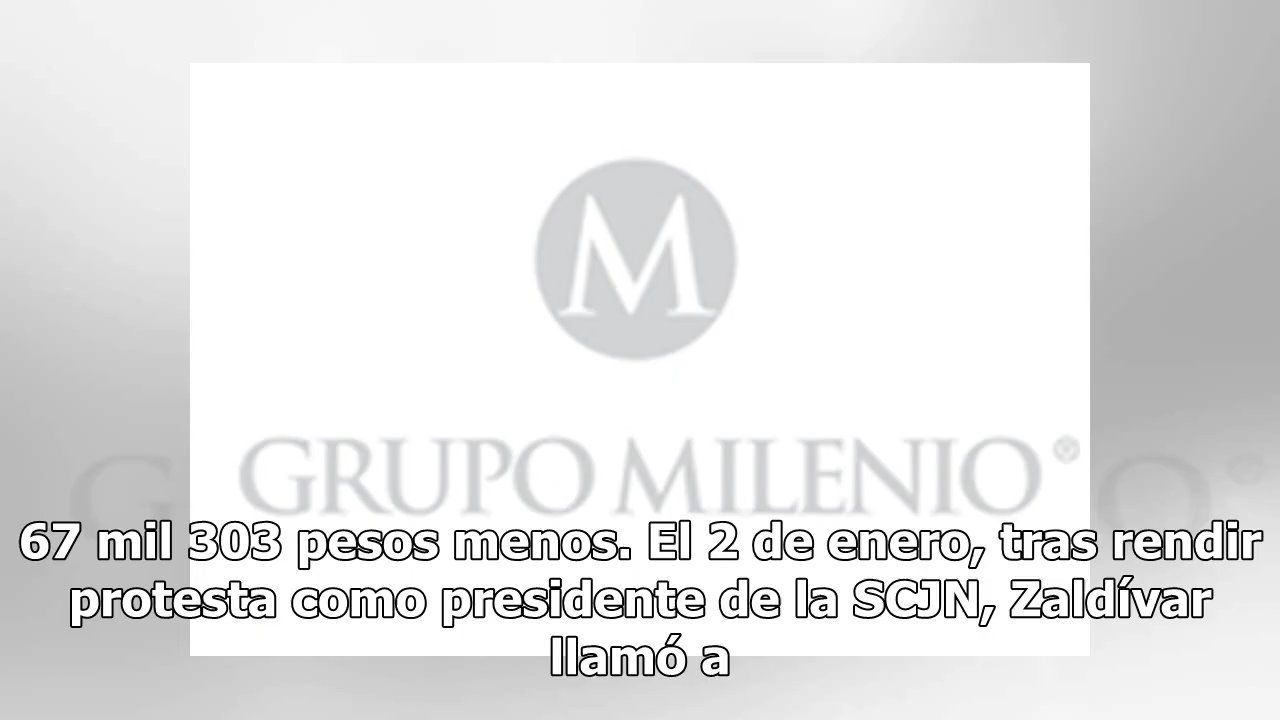 M
GRUPO MILENIO®
67 mil 303 pesos menos. El 2 de enero, tras rendir
protesta como presidente de la SCJN, Zaldívar
llamó a